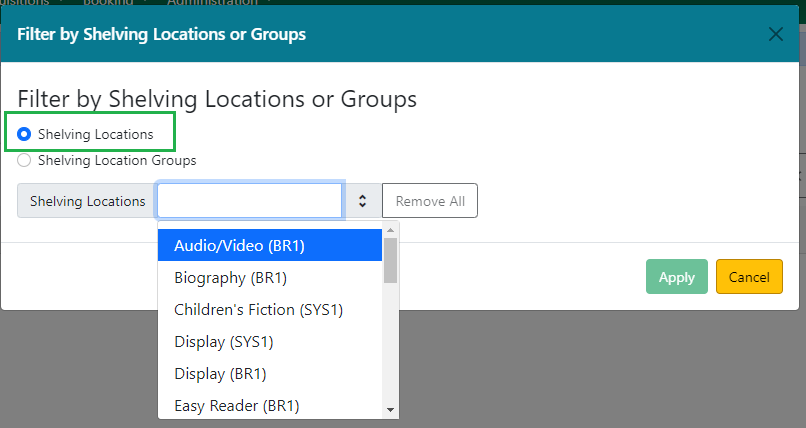 Booking Administration
Filter by Shelving Locations or Groups
Filter by Shelving Locations or Groups
Shelving Locations
Shelving Location Groups
Shelving Locations Remove All
Audio/Video (BR1)
Biography (BR1)
Children's Fiction (SYS1)
Display (SYS1)
Display (BR1)
Easy Reader (BR1)
Apply Cancel